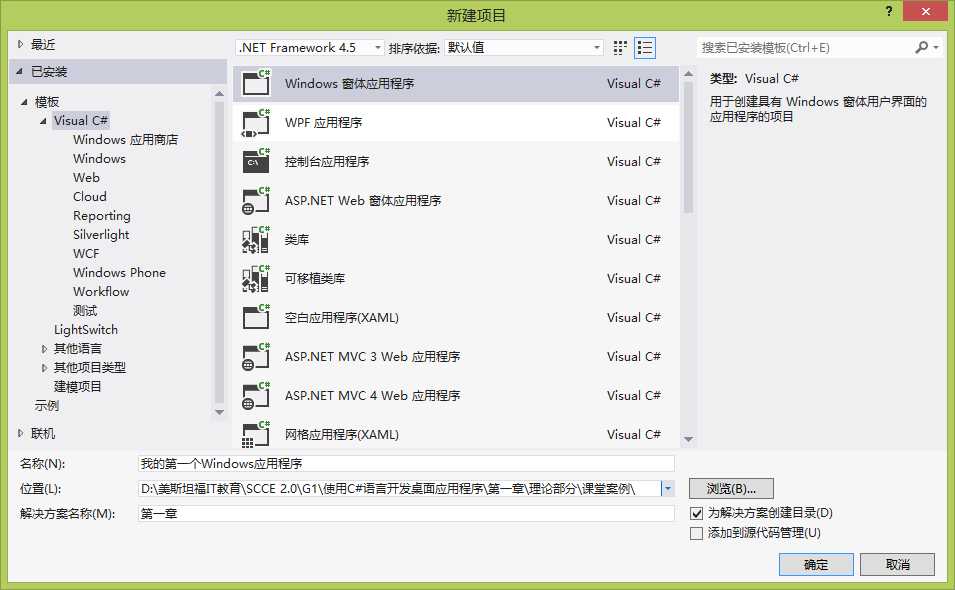 新建项目
?
最近
已安装
模板
Visual C#
Windows 应用商店
Windows
Web
Cloud
Reporting
Silverlight
WCF
Windows Phone
Workflow
测试
LightSwitch
其他语言
其他项目类型
建模项目
示例
联机
.NET Framework 4.5 排序依据: 默认值
C# Windows 窗体应用程序 Visual C#
C# WPF 应用程序 Visual C#
C# C:\ 控制台应用程序 Visual C#
C# ASP.NET Web 窗体应用程序 Visual C#
C# 类库 Visual C#
C# 可移植类库 Visual C#
C# 空白应用程序(XAML) Visual C#
C# ASP.NET MVC 3 Web 应用程序 Visual C#
C# ASP.NET MVC 4 Web 应用程序 Visual C#
C# 网格应用程序(XAML) Visual C#
搜索已安装模板(Ctrl+E)
类型: Visual C#
用于创建具有 Windows 窗体用户界面的
应用程序的项目
名称(N): 我的第一个Windows应用程序
位置(L): D:\美斯坦福IT教育\SCCE 2.0\G1\使用C#语言开发桌面应用程序\第一章\理论部分\课堂案例\ 浏览(B)...
解决方案名称(M): 第一章
为解决方案创建目录(D)
添加到源代码管理(U)
确定 取消